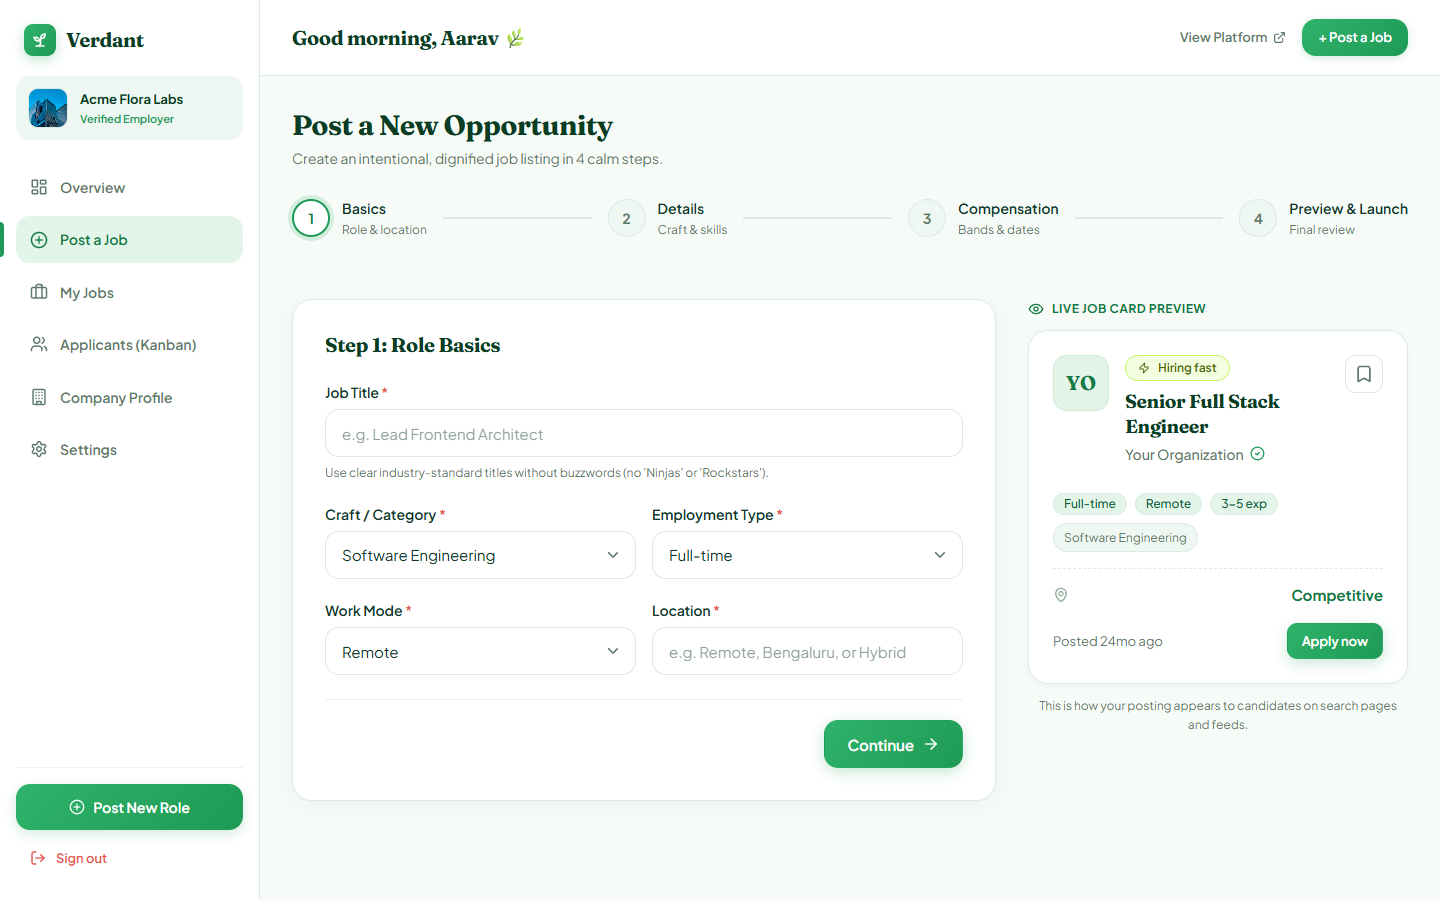 Verdant
Acme Flora Labs
Verified Employer
Overview
Post a Job
My Jobs
Applicants (Kanban)
Company Profile
Settings
Post New Role
Sign out
Good morning, Aarav
View Platform
+ Post a Job
Post a New Opportunity
Create an intentional, dignified job listing in 4 calm steps.
1
Basics
Role & location
2
Details
Craft & skills
3
Compensation
Bands & dates
4
Preview & Launch
Final review
Step 1: Role Basics
Job Title *
e.g. Lead Frontend Architect
Use clear industry-standard titles without buzzwords (no 'Ninjas' or 'Rockstars').
Craft / Category *
Employment Type *
Software Engineering
Full-time
Work Mode *
Location *
Remote
e.g. Remote, Bengaluru, or Hybrid
Continue
LIVE JOB CARD PREVIEW
YO
Hiring fast
Senior Full Stack
Engineer
Your Organization
Full-time
Remote
3–5 exp
Software Engineering
Competitive
Posted 24mo ago
Apply now
This is how your posting appears to candidates on search pages
and feeds.